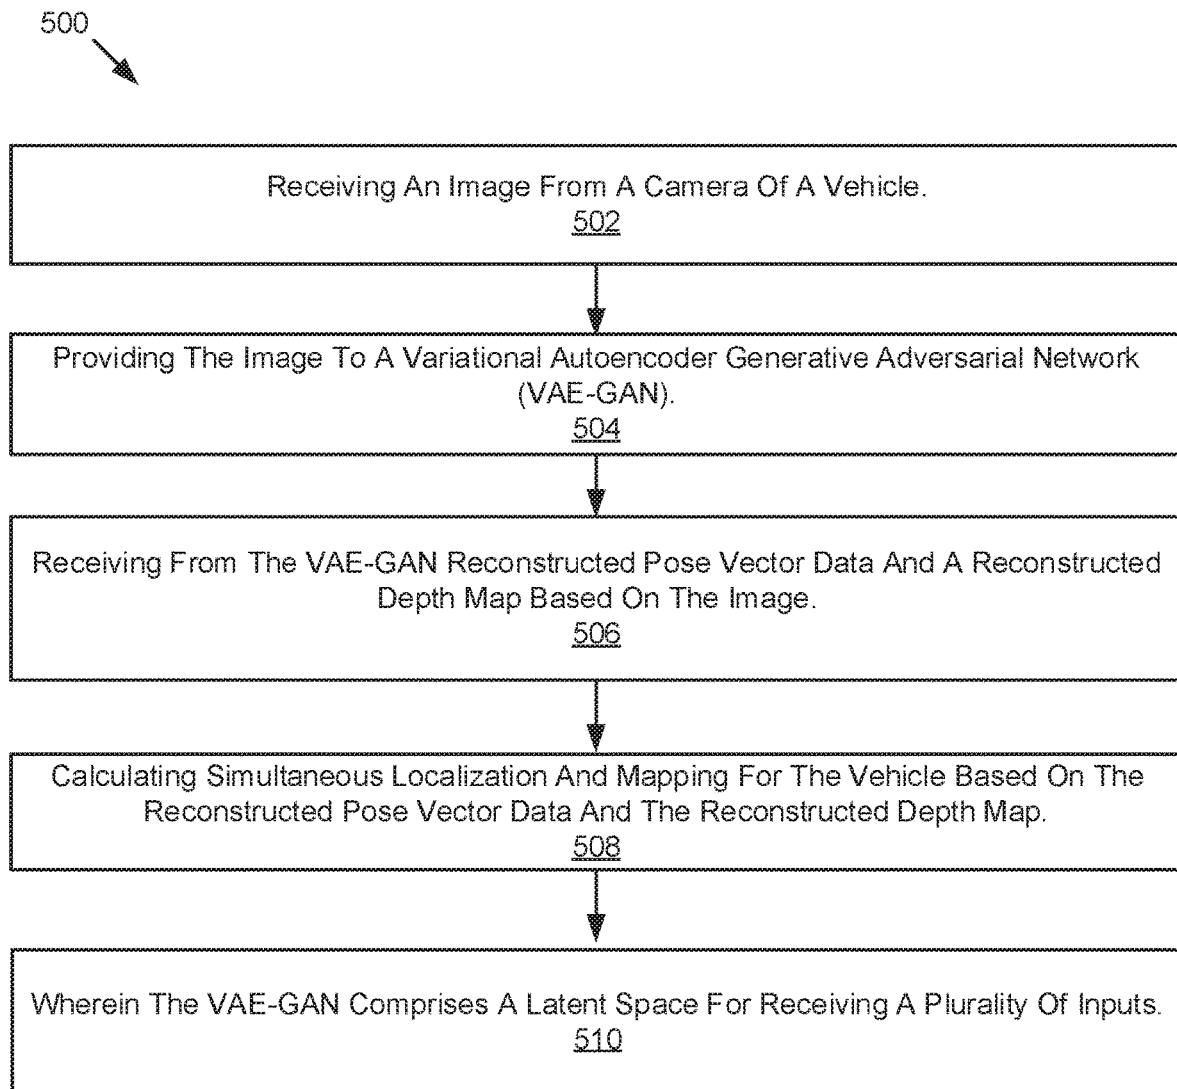 500
Receiving An Image From A Camera Of A Vehicle.
502
Providing The Image To A Variational Autoencoder Generative Adversarial Network
(VAE-GAN).
504
Receiving From The VAE-GAN Reconstructed Pose Vector Data And A Reconstructed
Depth Map Based On The Image.
506
Calculating Simultaneous Localization And Mapping For The Vehicle Based On The
Reconstructed Pose Vector Data And The Reconstructed Depth Map.
508
Wherein The VAE-GAN Comprises A Latent Space For Receiving A Plurality Of Inputs.
510